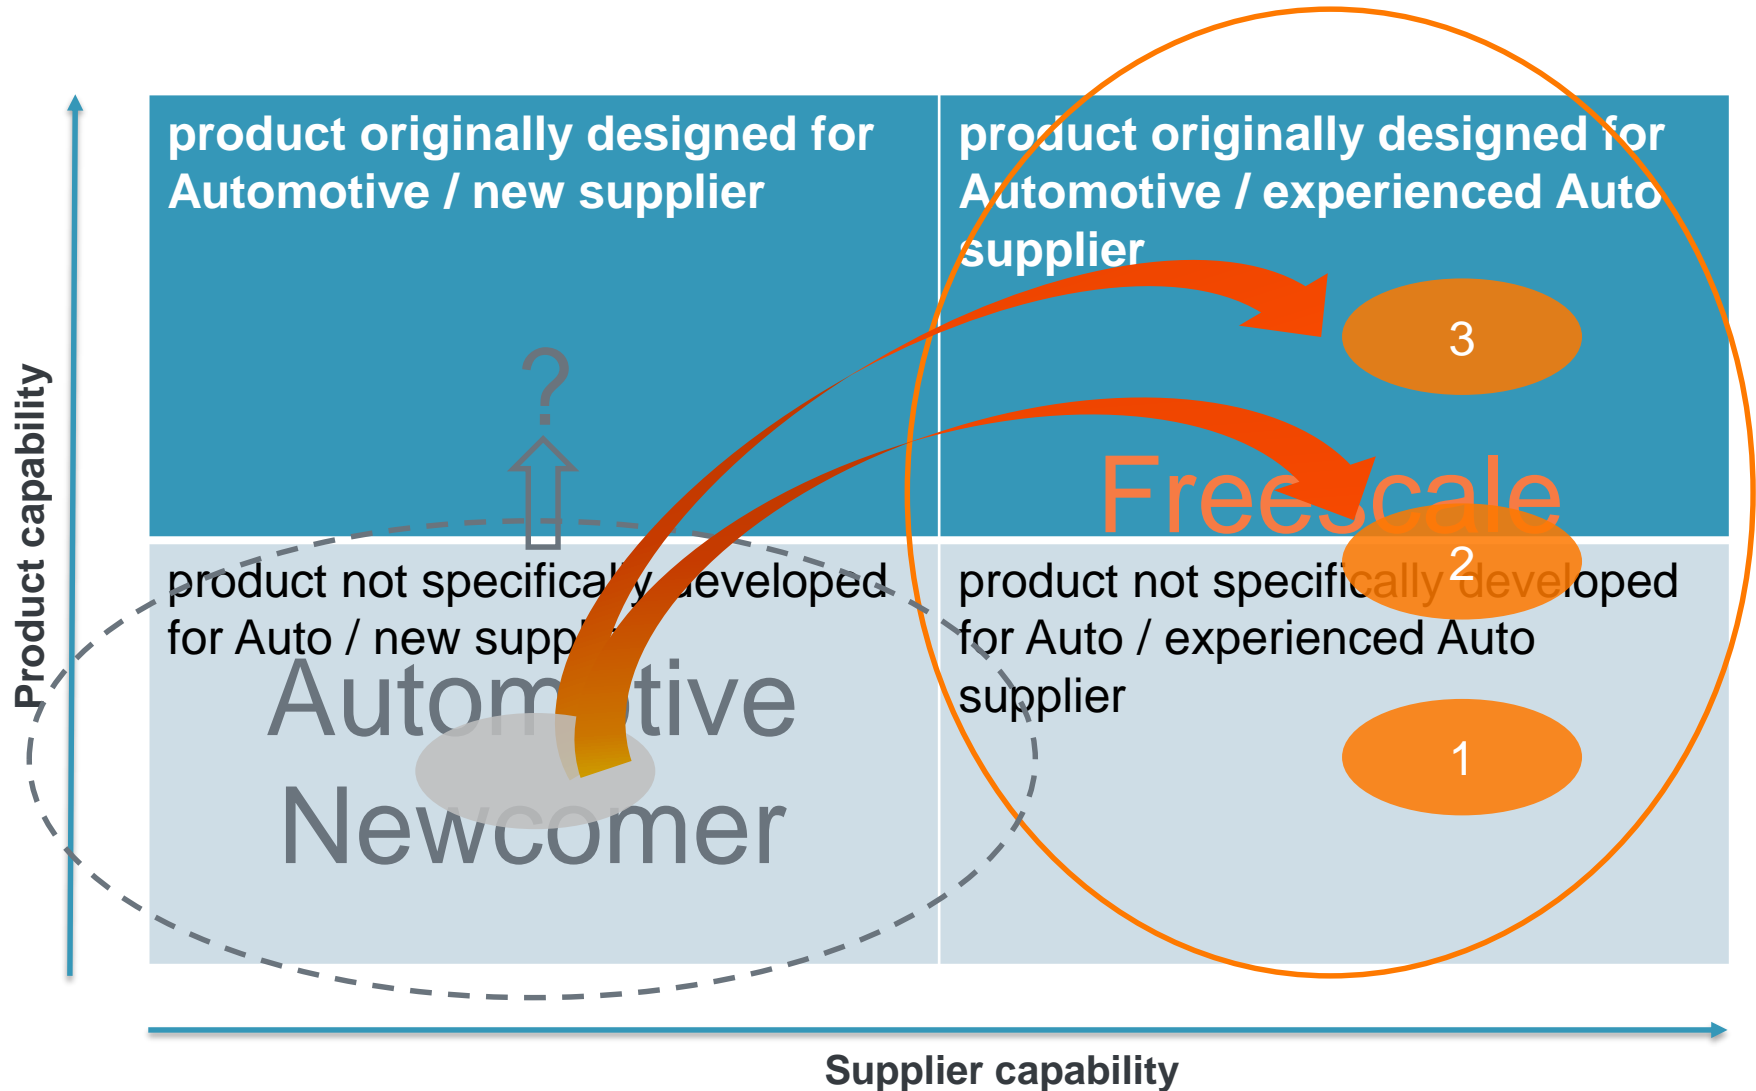 product originally designed for
Automotive / new supplier
product originally designed for
Automotive / experienced Auto
supplier
3
?
Freescale
2
product not specifically developed
for Auto / new supplier
product not specifically developed
for Auto / experienced Auto
supplier
Automotive
Newcomer
1
Product capability
Supplier capability